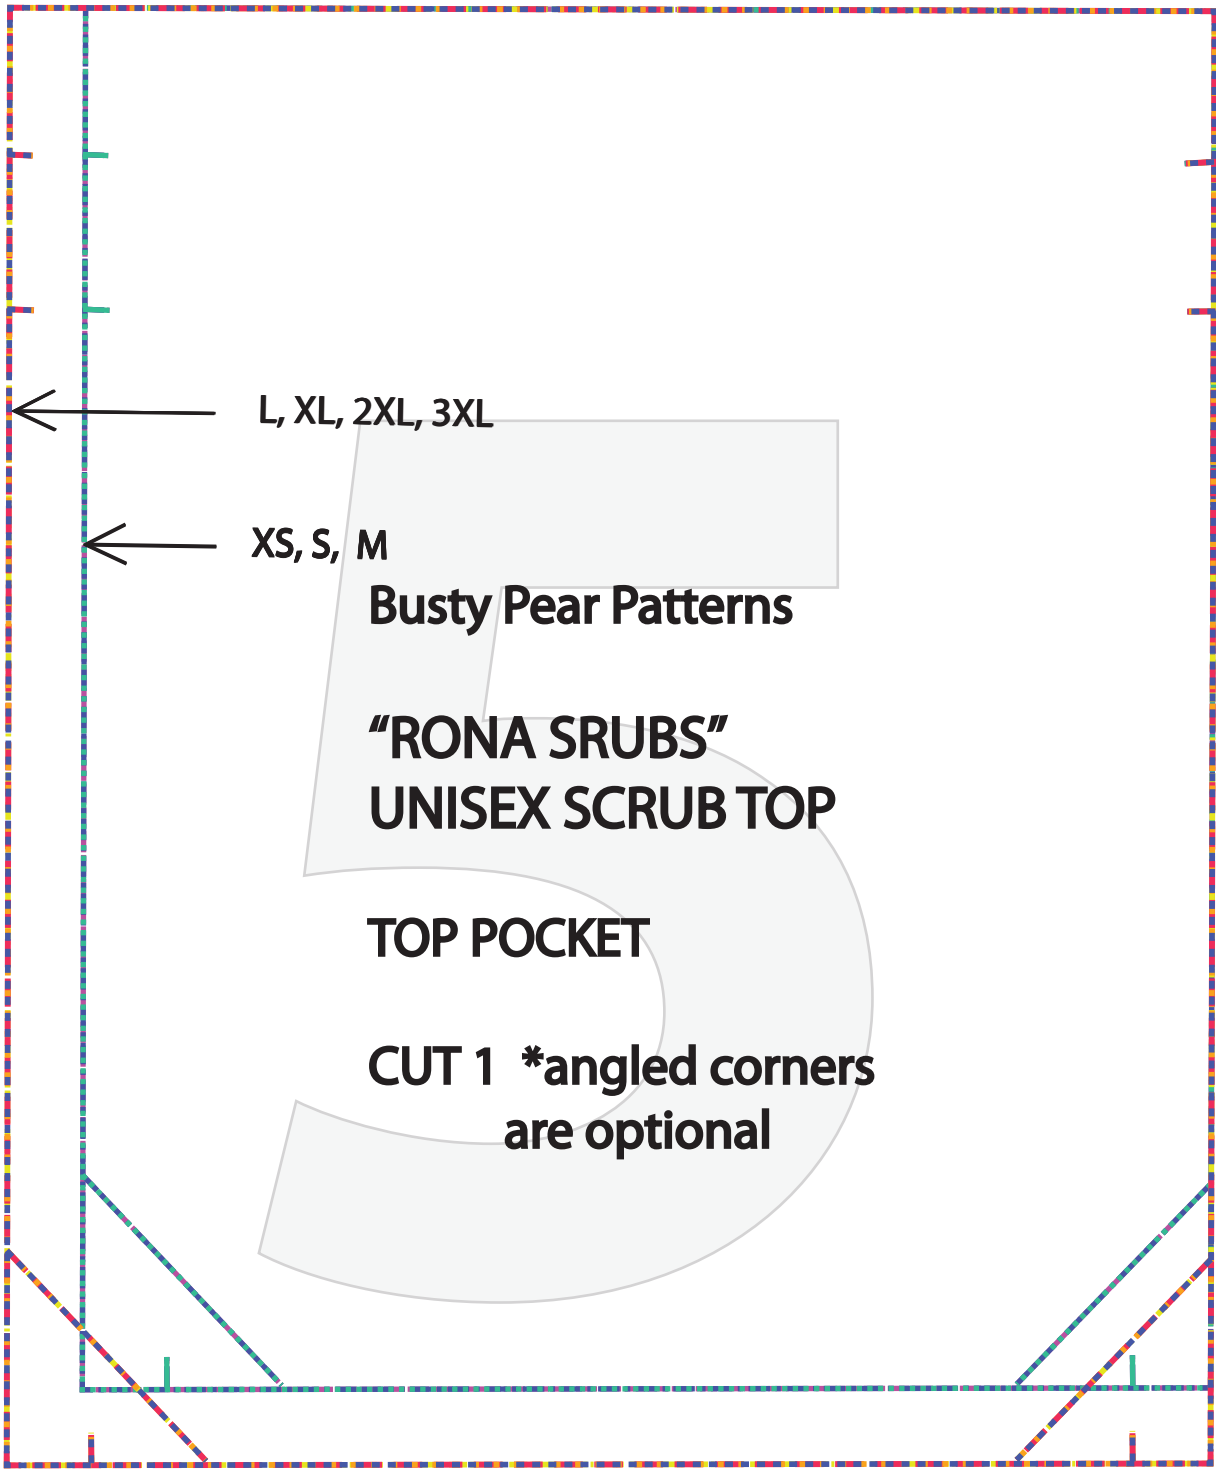 L, XL, 2XL, 3XL
XS, S, M
5
Busty Pear Patterns
“RONA SRUBS”
UNISEX SCRUB TOP
TOP POCKET
CUT 1 *angled corners
are optional